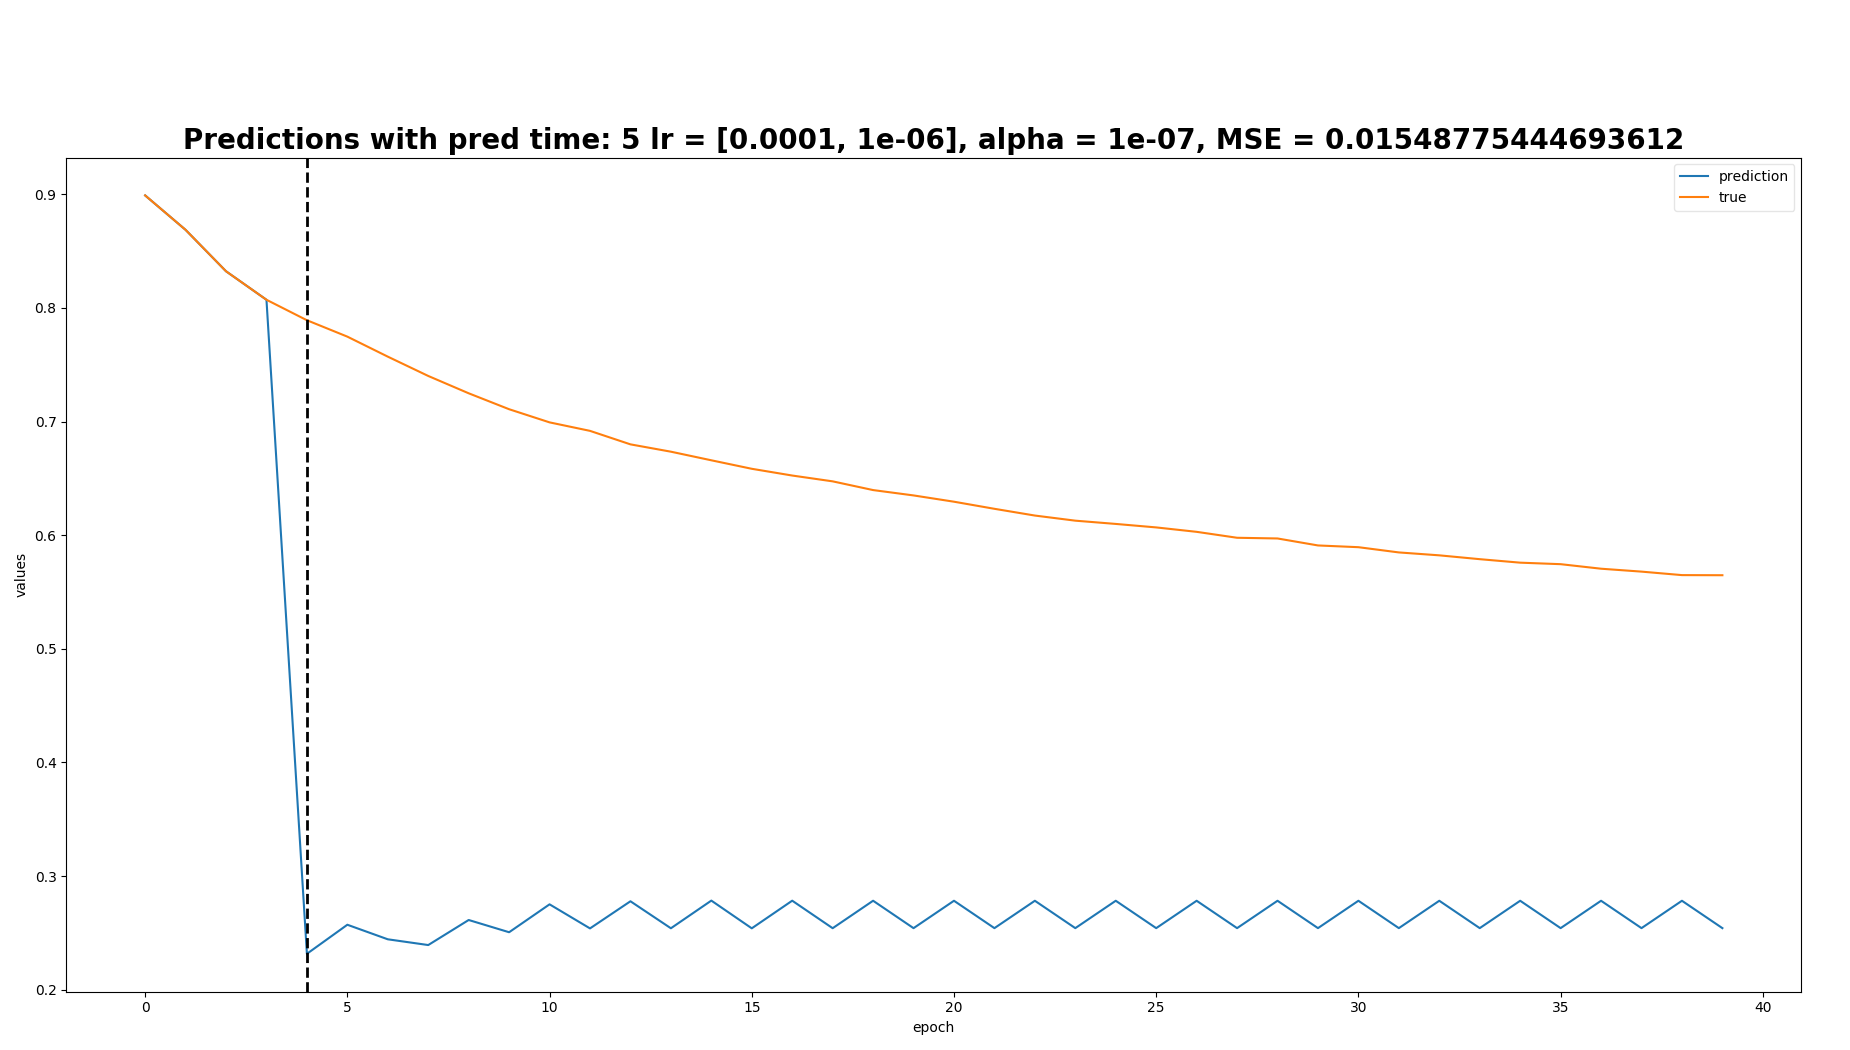 Predictions with pred time: 5 lr = [0.0001, 1e-06], alpha = 1e-07, MSE = 0.01548775444693612
prediction
true
0.9
0.8
0.7
0.6
0.5
0.4
0.3
0.2
values
0 5 10 15 20 25 30 35 40
epoch